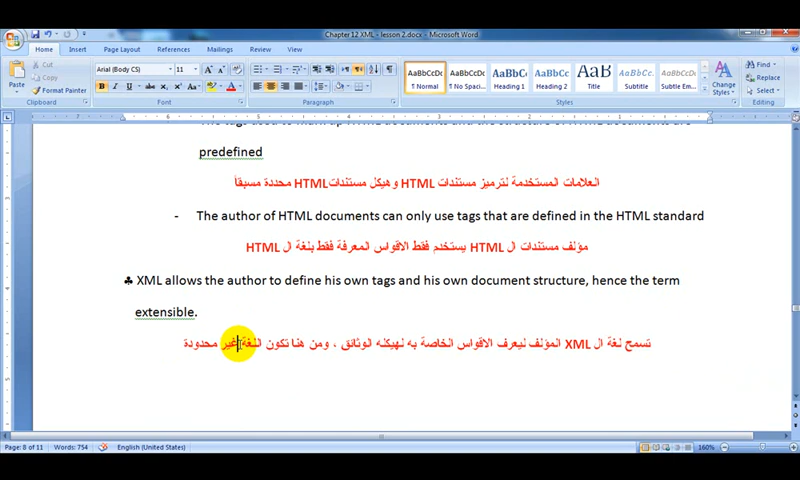 Chapter 12 XML - lesson 2.docx - Microsoft Word
Home Insert Page Layout References Mailings Review View
Cut
Copy
Format Painter
Paste
Clipboard
Arial (Body CS) 11
Font
Paragraph
AaBbCcDc AaBbCcDc AaBbC AaBbCc AaB AaBbCc. AaBbCcDc
¶ Normal ¶ No Spaci... Heading 1 Heading 2 Title Subtitle Subtle Em...
Styles
Change Styles
Find
Replace
Select
Editing
predefined
العلامات المستخدمة لترميز مستندات HTML وهيكل مستندات HTML محددة مسبقاً
- The author of HTML documents can only use tags that are defined in the HTML standard
مؤلف مستندات ال HTML يستخدم فقط الاقواس المعرفة فقط بلغة ال HTML
♣ XML allows the author to define his own tags and his own document structure, hence the term
extensible.
تسمح لغة ال XML المؤلف ليعرف الاقواس الخاصة به لهيكله الوثائق ، ومن هنا تكون اللغة غير محدودة
Page: 8 of 11 Words: 754 English (United States) 160%